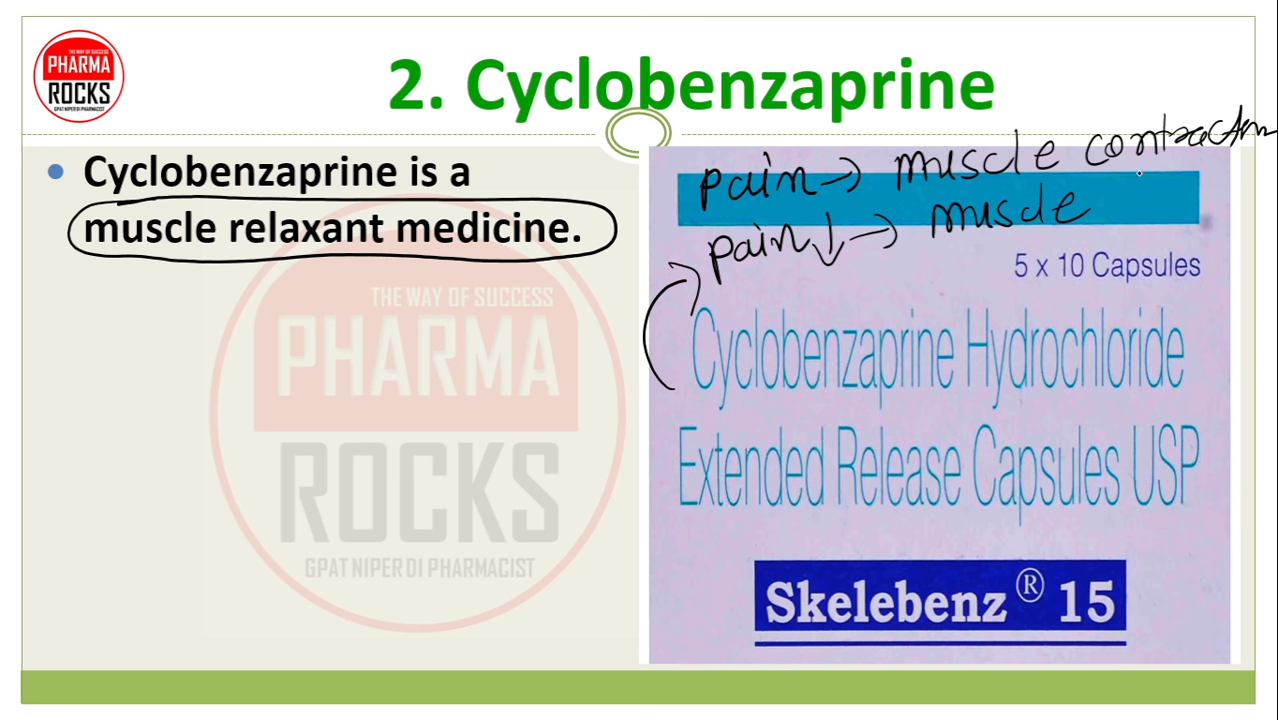 THE WAY OF SUCCESS
PHARMA
ROCKS
GPAT NIPER DI PHARMACIST
2. Cyclobenzaprine
• Cyclobenzaprine is a
muscle relaxant medicine.
pain → muscle contraction
pain ↓ → muscle
5 x 10 Capsules
Cyclobenzaprine Hydrochloride
Extended Release Capsules USP
Skelebenz® 15
THE WAY OF SUCCESS
PHARMA
ROCKS
GPAT NIPER DI PHARMACIST